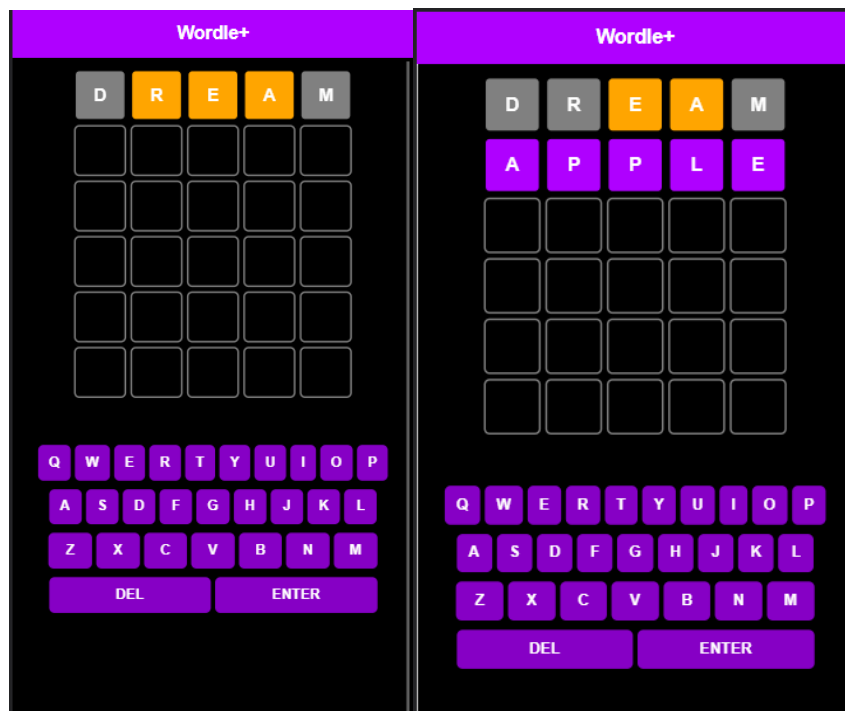 Wordle+
D R E A M
Q W E R T Y U I O P
A S D F G H J K L
Z X C V B N M
DEL ENTER
Wordle+
D R E A M
A P P L E
Q W E R T Y U I O P
A S D F G H J K L
Z X C V B N M
DEL ENTER